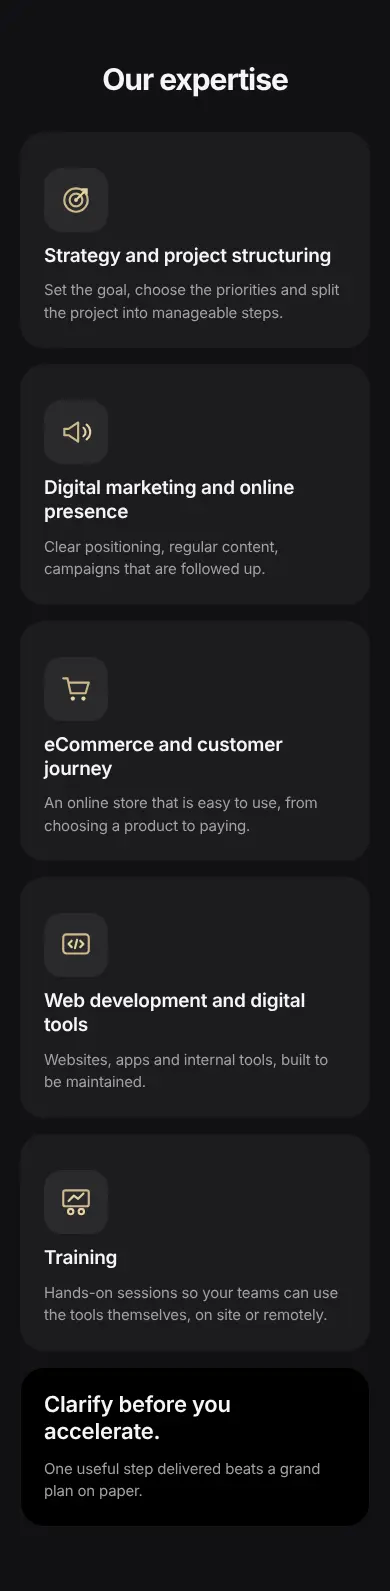 Our expertise
Strategy and project structuring
Set the goal, choose the priorities and split
the project into manageable steps.
Digital marketing and online
presence
Clear positioning, regular content,
campaigns that are followed up.
eCommerce and customer
journey
An online store that is easy to use, from
choosing a product to paying.
Web development and digital
tools
Websites, apps and internal tools, built to
be maintained.
Training
Hands-on sessions so your teams can use
the tools themselves, on site or remotely.
Clarify before you
accelerate.
One useful step delivered beats a grand
plan on paper.